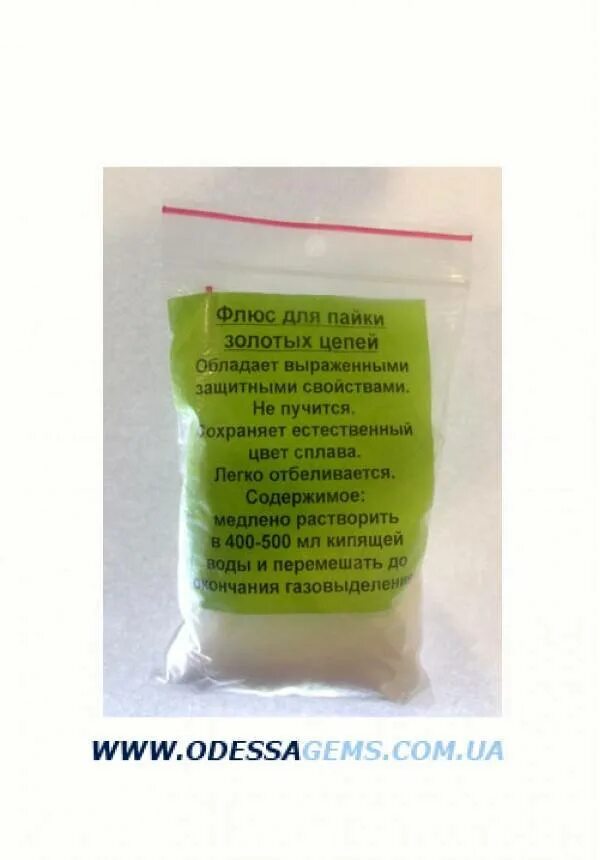 Флюс для пайки
золотых цепей
Обладает выраженными
защитными свойствами.
Не пучится.
Сохраняет естественный
цвет сплава.
Легко отбеливается.
Содержимое:
медлено растворить
в 400-500 мл кипящей
воды и перемешать до
окончания газовыделения
WWW.ODESSAGEMS.COM.UA